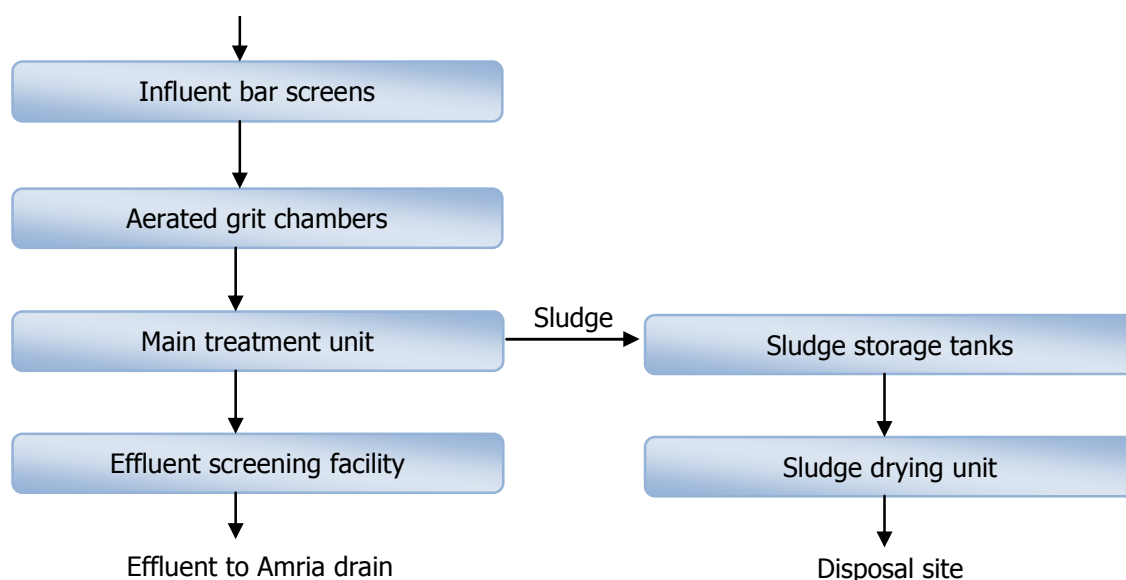 Influent bar screens
Aerated grit chambers
Main treatment unit
Sludge
Sludge storage tanks
Effluent screening facility
Sludge drying unit
Effluent to Amria drain
Disposal site